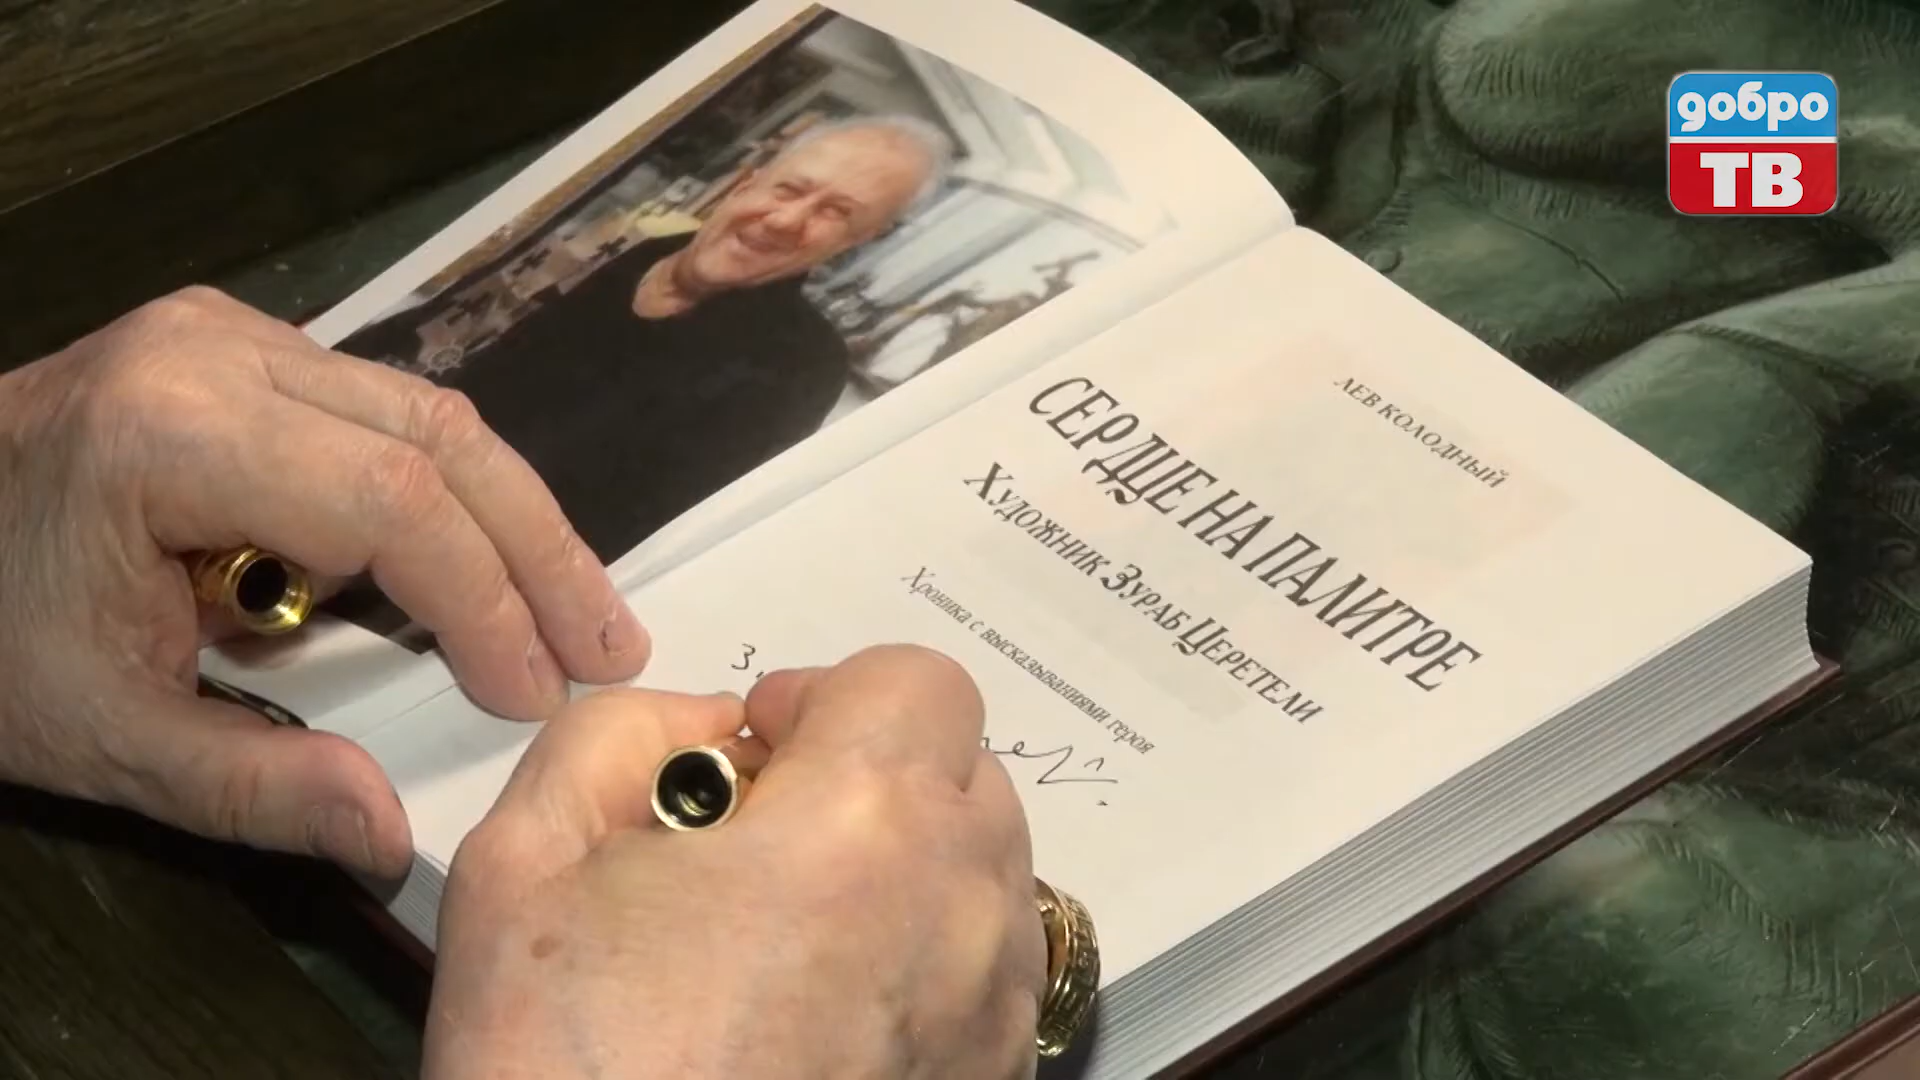 добро
ТВ
ЛЕВ КОЛОДНЫЙ
СЕРДЦЕ НА ПАЛИТРЕ
ХУДОЖНИК ЗУРАБ ЦЕРЕТЕЛИ
Хроника с высказываниями героя